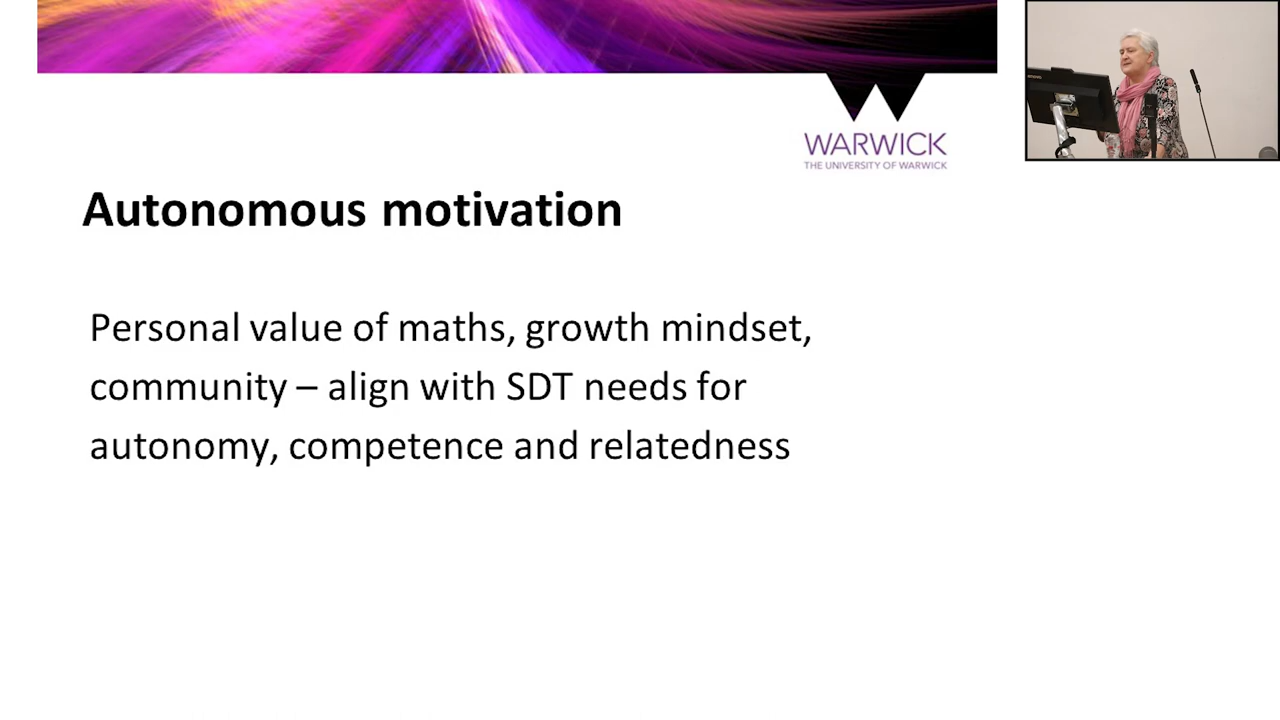 WARWICK
THE UNIVERSITY OF WARWICK
Autonomous motivation
Personal value of maths, growth mindset,
community – align with SDT needs for
autonomy, competence and relatedness